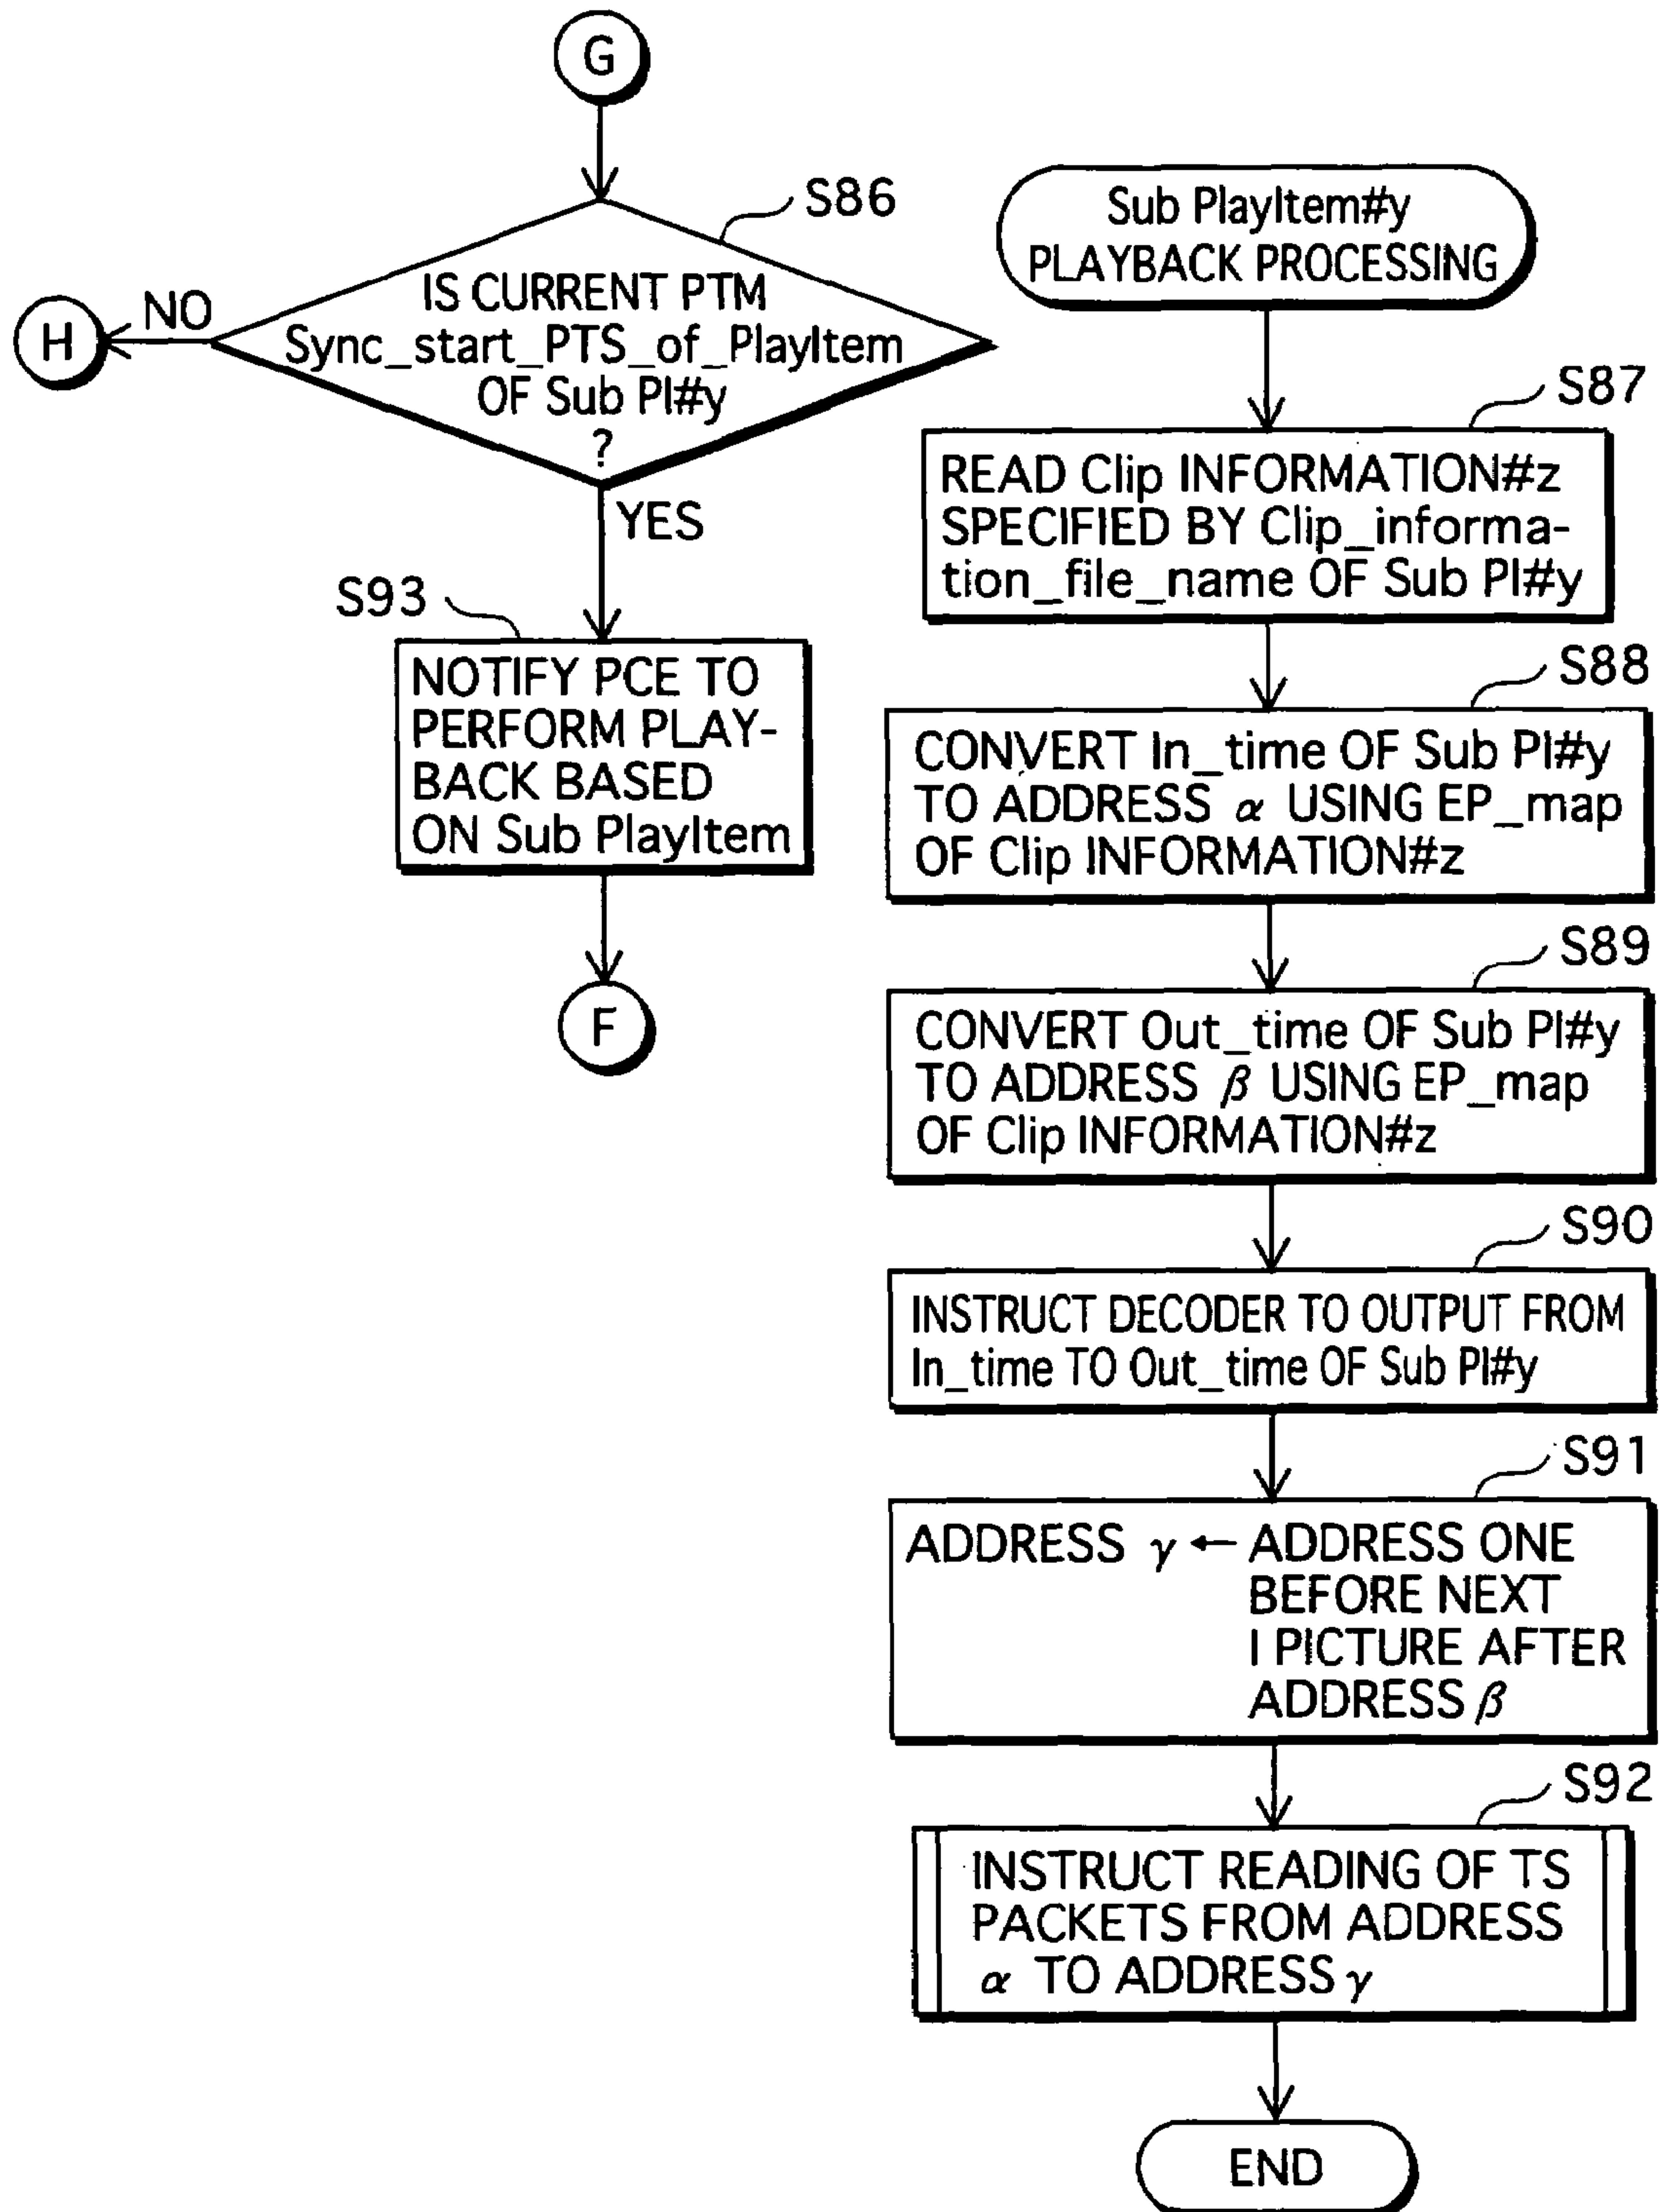 G
S86
IS CURRENT PTM
Sync_start_PTS_of_PlayItem
OF Sub PI#y
?
NO
H
YES
S93
NOTIFY PCE TO
PERFORM PLAY-
BACK BASED
ON Sub PlayItem
F
Sub PlayItem#y
PLAYBACK PROCESSING
S87
READ Clip INFORMATION#z
SPECIFIED BY Clip_informa-
tion_file_name OF Sub PI#y
S88
CONVERT In_time OF Sub PI#y
TO ADDRESS α USING EP_map
OF Clip INFORMATION#z
S89
CONVERT Out_time OF Sub PI#y
TO ADDRESS β USING EP_map
OF Clip INFORMATION#z
S90
INSTRUCT DECODER TO OUTPUT FROM
In_time TO Out_time OF Sub PI#y
S91
ADDRESS γ ← ADDRESS ONE
BEFORE NEXT
I PICTURE AFTER
ADDRESS β
S92
INSTRUCT READING OF TS
PACKETS FROM ADDRESS
α TO ADDRESS γ
END